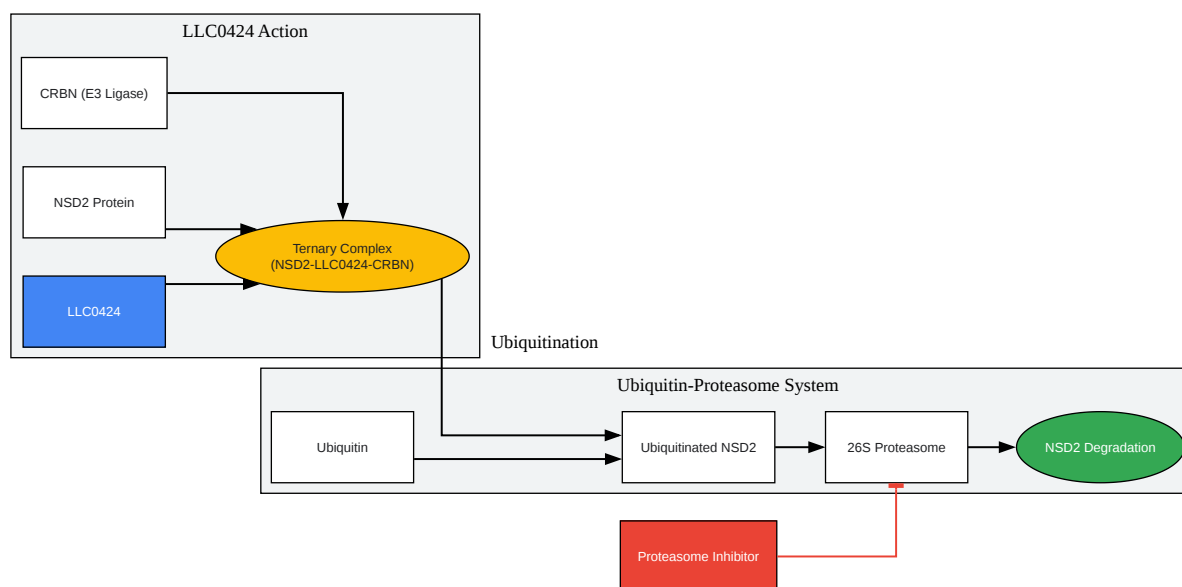 LLC0424 Action
CRBN (E3 Ligase)
NSD2 Protein
Ternary Complex
(NSD2-LLC0424-CRBN)
LLC0424
Ubiquitination
Ubiquitin-Proteasome System
Ubiquitin
Ubiquitinated NSD2
26S Proteasome
NSD2 Degradation
Proteasome Inhibitor